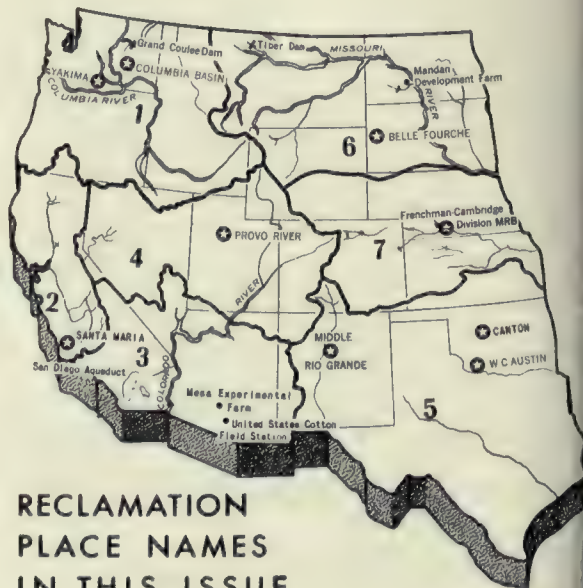 Grand Coulee Dam
Tiber Dam
MISSOURI
YAKIMA
COLUMBIA BASIN
COLUMBIA RIVER
Mandan
Development Farm
RIVER
1
6
BELLE FOURCHE
Frenchman-Cambridge
Division MRB
PROVO RIVER
7
4
RIVER
2
SANTA MARIA
3
San Diego Aqueduct
COLORADO
MIDDLE
RIO GRANDE
CANTON
W C AUSTIN
5
Mesa Experimental
Farm
United States Cotton
Field Station
RECLAMATION
PLACE NAMES
IN THIS ISSUE